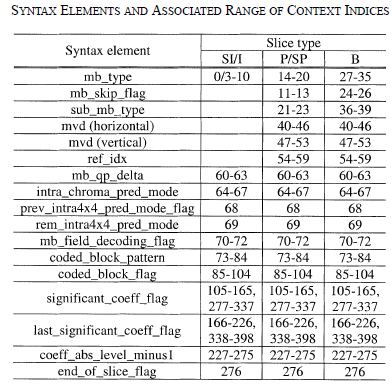 SYNTAX ELEMENTS AND ASSOCIATED RANGE OF CONTEXT INDICES
Syntax element Slice type
SI/I P/SP B
mb_type 0/3-10 14-20 27-35
mb_skip_flag 11-13 24-26
sub_mb_type 21-23 36-39
mvd (horizontal) 40-46 40-46
mvd (vertical) 47-53 47-53
ref_idx 54-59 54-59
mb_qp_delta 60-63 60-63 60-63
intra_chroma_pred_mode 64-67 64-67 64-67
prev_intra4x4_pred_mode_flag 68 68 68
rem_intra4x4_pred_mode 69 69 69
mb_field_decoding_flag 70-72 70-72 70-72
coded_block_pattern 73-84 73-84 73-84
coded_block_flag 85-104 85-104 85-104
significant_coeff_flag 105-165, 105-165, 105-165,
277-337 277-337 277-337
last_significant_coeff_flag 166-226, 166-226, 166-226,
338-398 338-398 338-398
coeff_abs_level_minus1 227-275 227-275 227-275
end_of_slice_flag 276 276 276